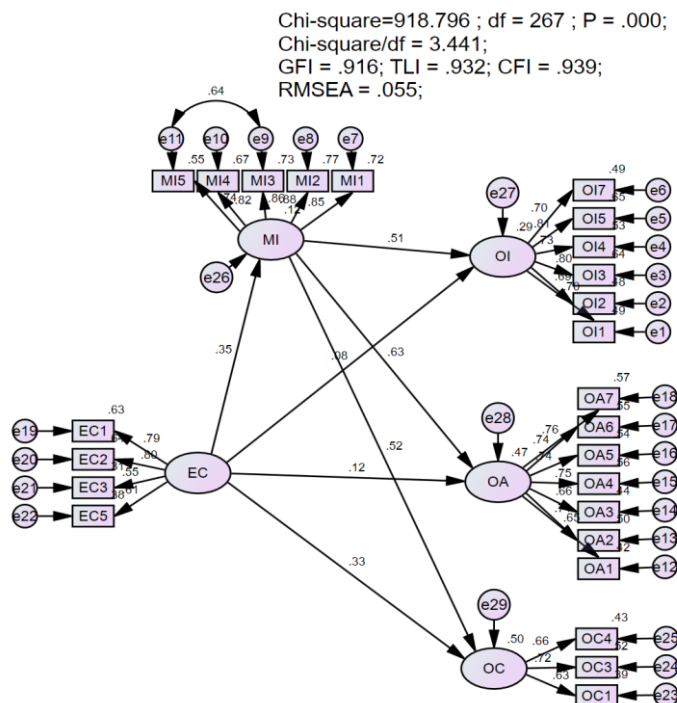 Chi-square=918.796 ; df = 267 ; P = .000;
Chi-square/df = 3.441;
GFI = .916; TLI = .932; CFI = .939;
RMSEA = .055;
.64
e11 e10 e9 e8 e7
.55 .67 .73 .77 .72
MI5 MI4 MI3 MI2 MI1
.82 .85
.12
MI
e26
e27
.29
OI
.49
.70 OI7 e6
.81 OI5 e5
.73 OI4 e4
.80 OI3 e3
OI2 e2
.70 OI1 e1
.51
.35
.08
.63
.52
.63
e19 EC1 .79
e20 EC2 .80
e21 EC3 .55
e22 EC5 .61
EC
.12
.33
e28
.47
OA
.57
.76 OA7 e18
.74 OA6 e17
.74 OA5 e16
.75 OA4 e15
.66 OA3 e14
OA2 e13
.65 OA1 e12
e29
.50
OC
.43
.66 OC4 e25
.72 OC3 e24
.63 OC1 e23